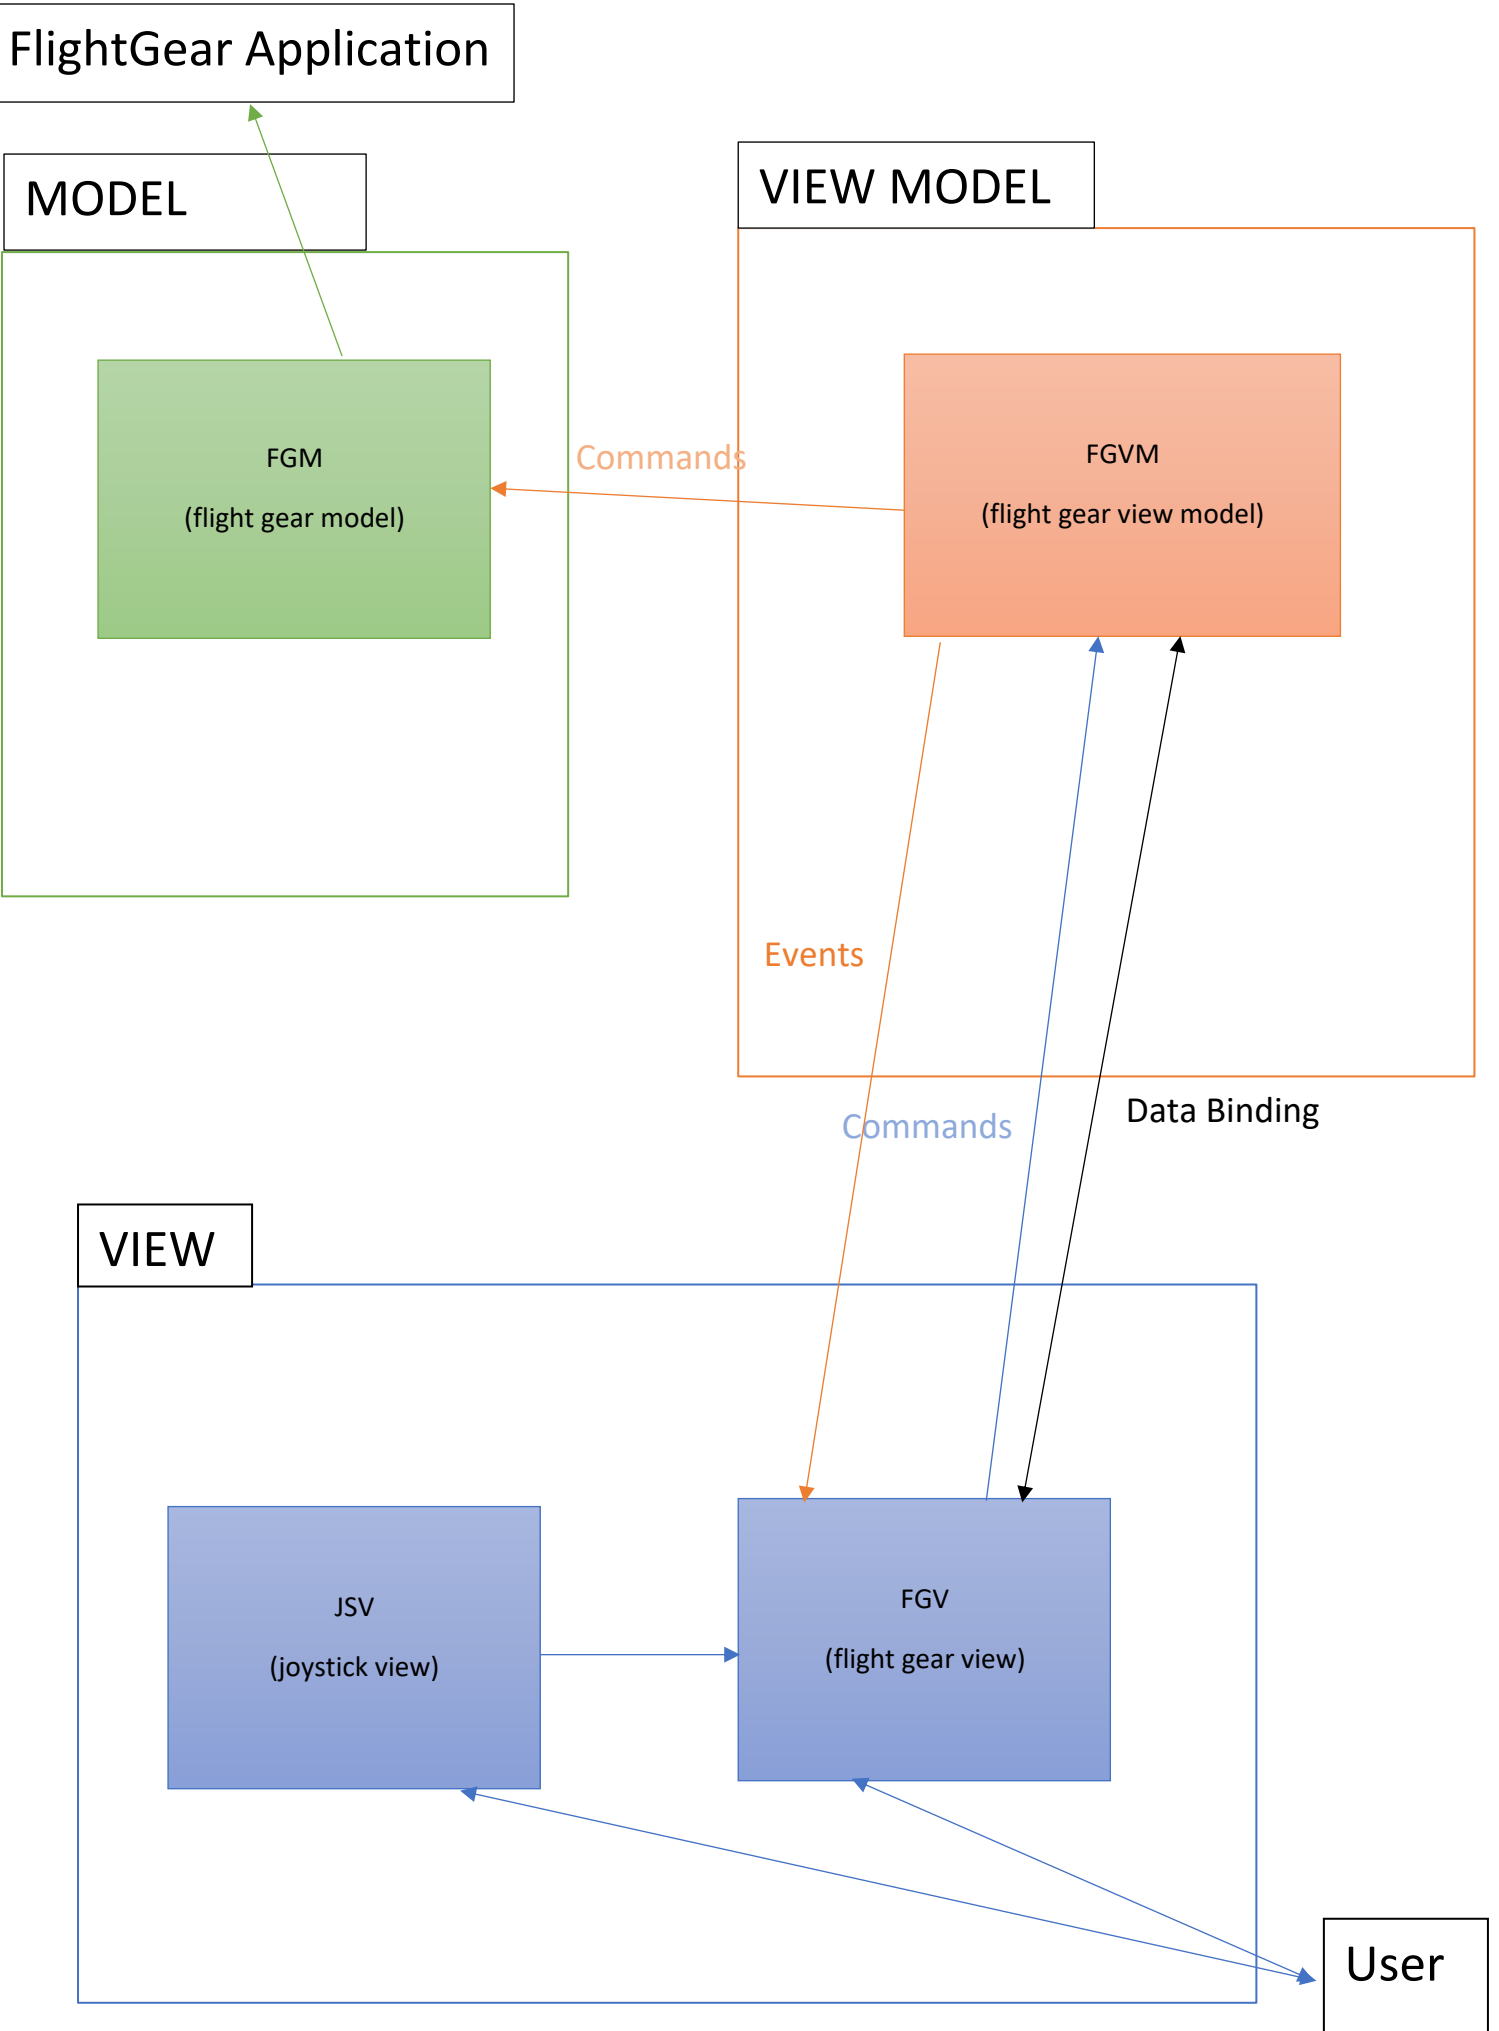 FlightGear Application
MODEL
VIEW MODEL
FGM
(flight gear model)
Commands
FGVM
(flight gear view model)
Events
Commands
Data Binding
VIEW
JSV
(joystick view)
FGV
(flight gear view)
User